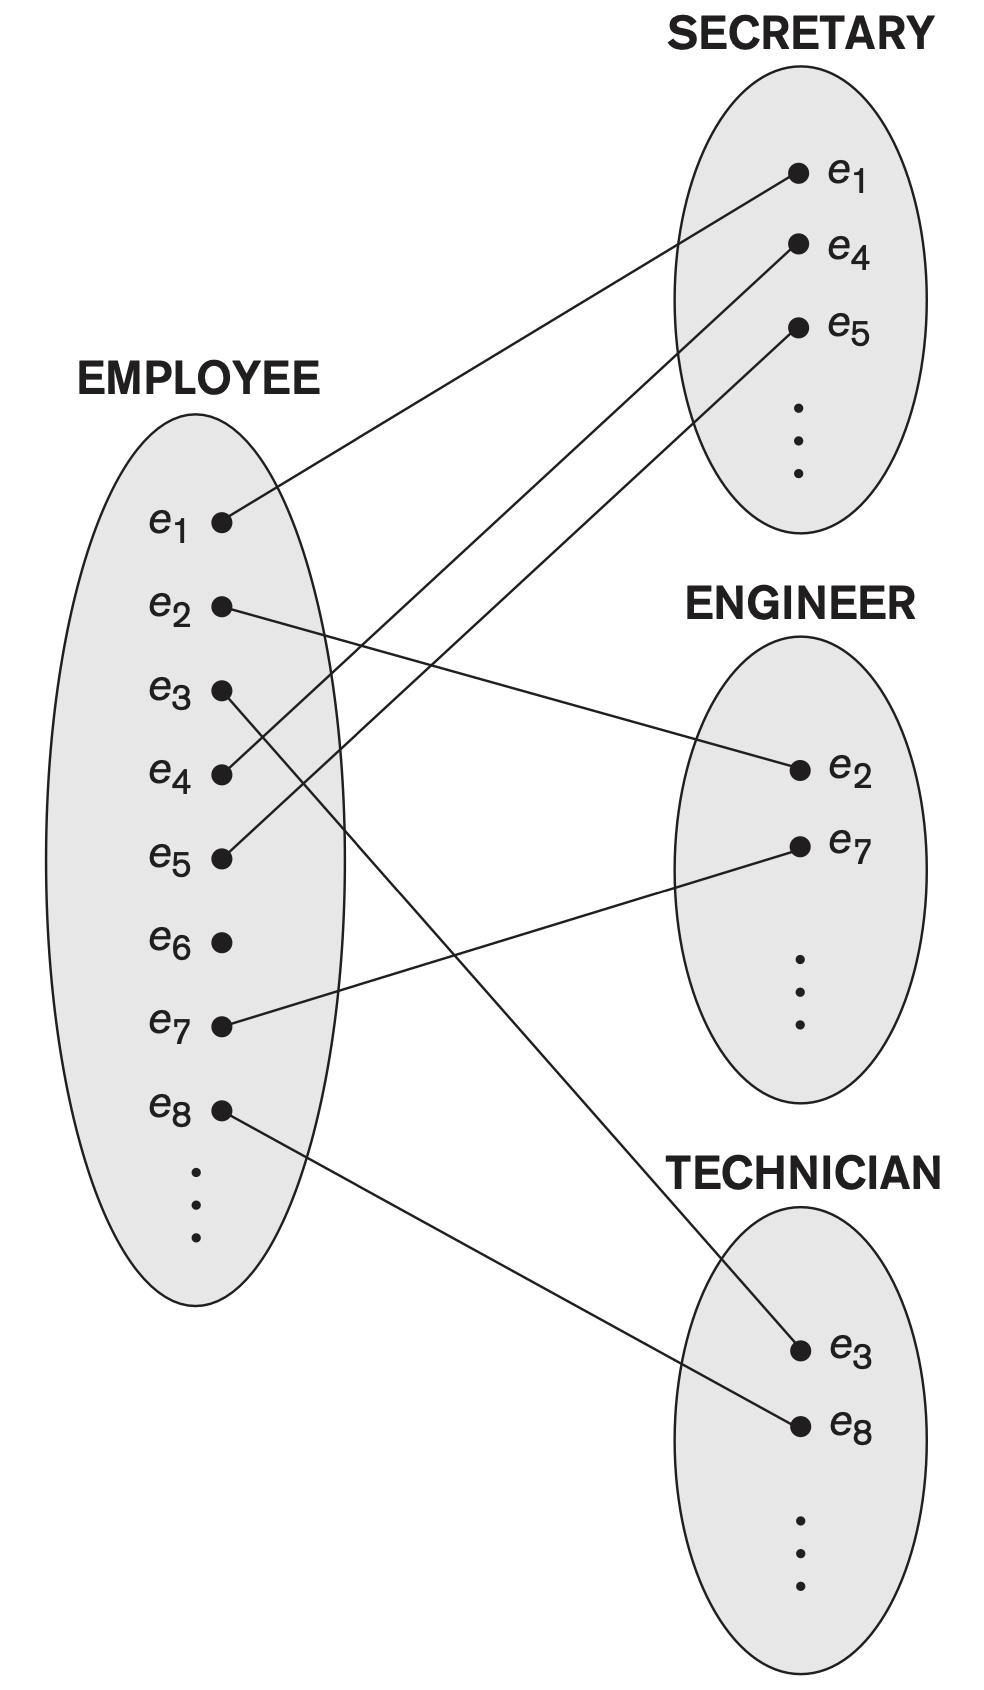 SECRETARY
e1
e4
e5
EMPLOYEE
e1
e2
e3
e4
e5
e6
e7
e8
ENGINEER
e2
e7
TECHNICIAN
e3
e8